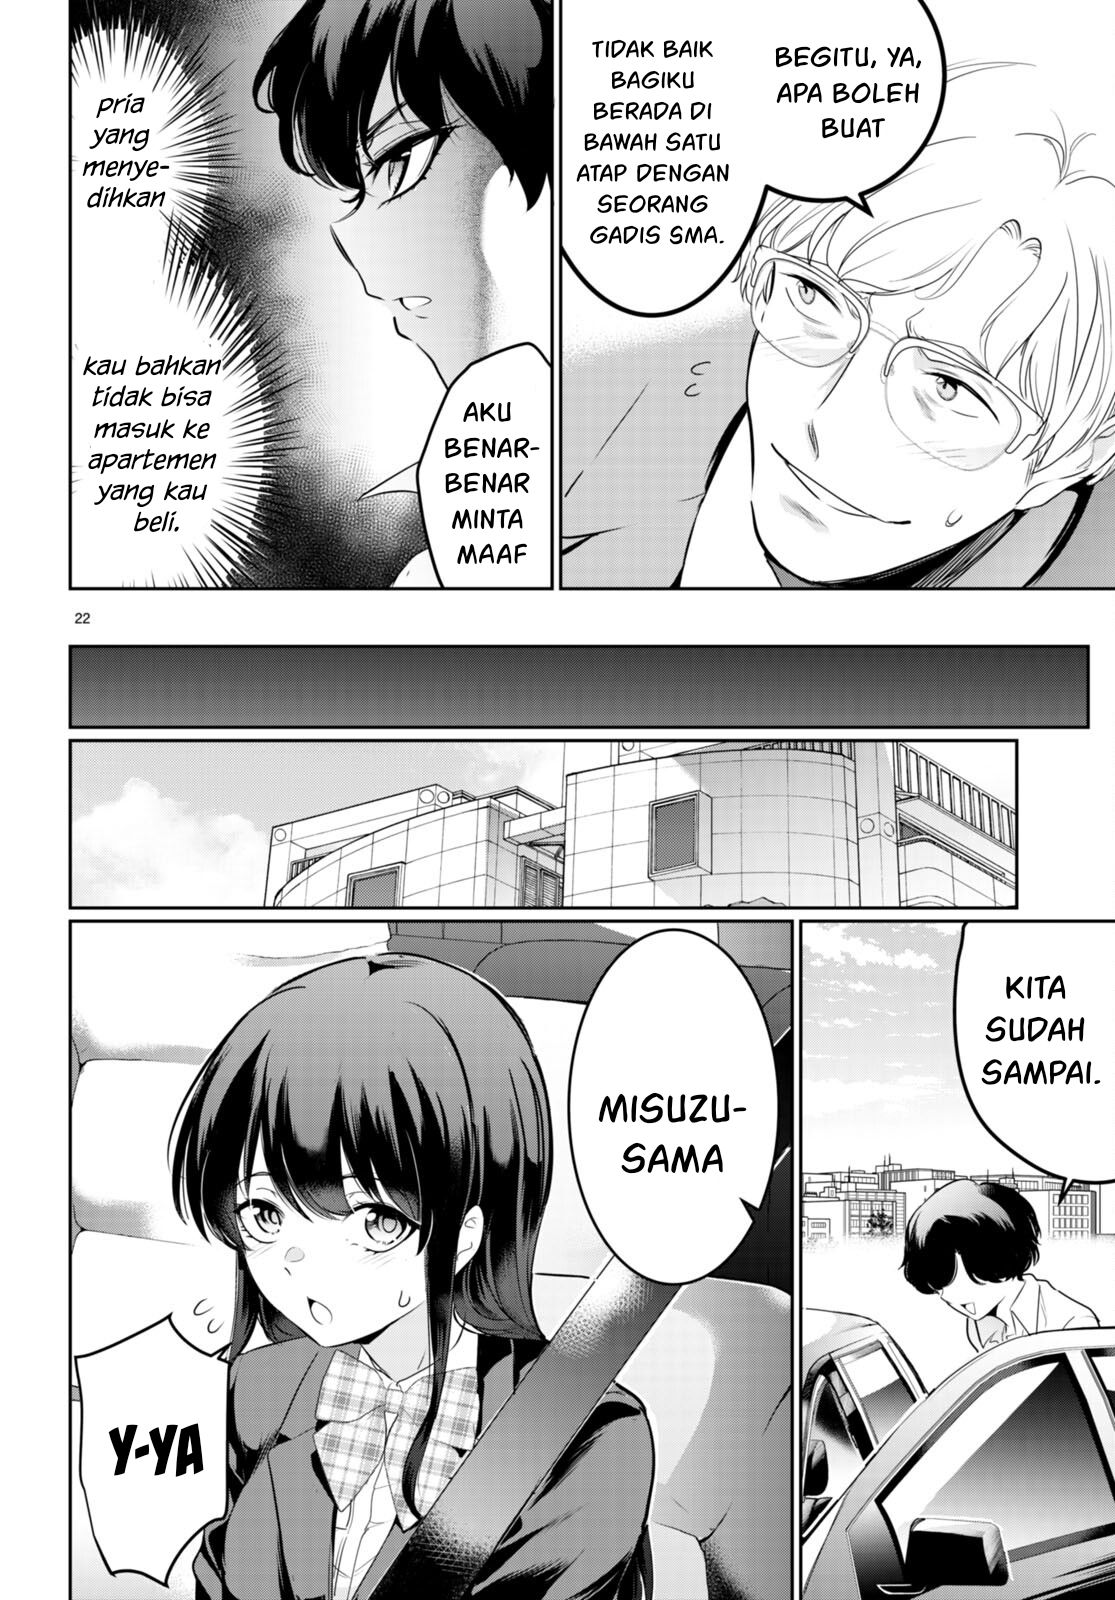 BEGITU, YA,
APA BOLEH
BUAT
TIDAK BAIK
BAGIKU
BERADA DI
BAWAH SATU
ATAP DENGAN
SEORANG
GADIS SMA.
AKU
BENAR-
BENAR
MINTA
MAAF
pria
yang
menye-
dihkan
kau bahkan
tidak bisa
masuk ke
apartemen
yang kau
beli.
22
KITA
SUDAH
SAMPAI.
MISUZU-
SAMA
Y-YA